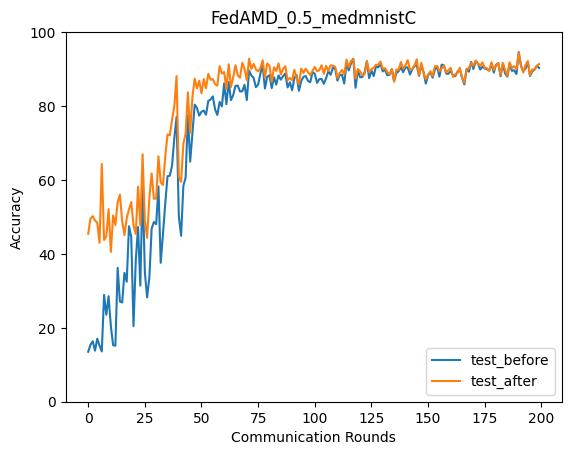 FedAMD_0.5_medmnistC
100
80
60
40
20
0
Accuracy
0 25 50 75 100 125 150 175 200
Communication Rounds
test_before
test_after